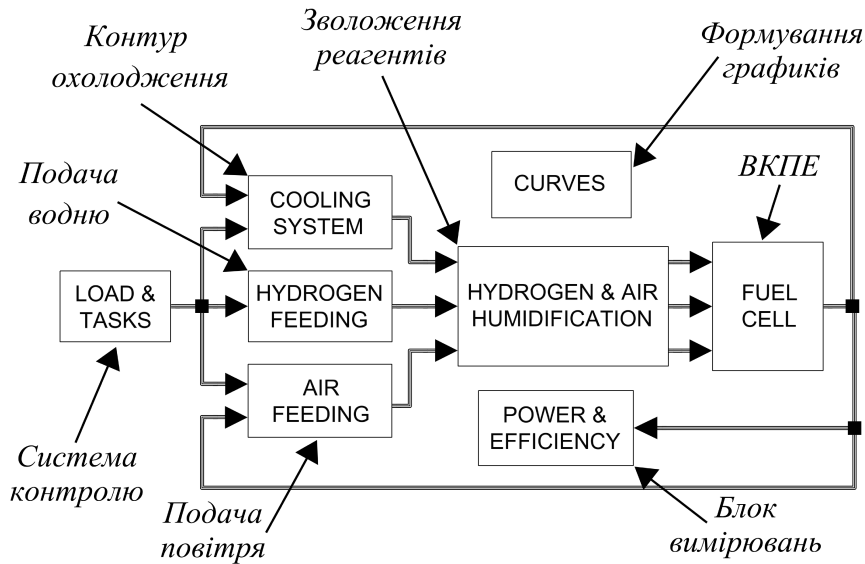 Контур
охолодження
Зволоження
реагентів
Формування
графиків
Подача
водню
ВКПЕ
COOLING
SYSTEM
CURVES
LOAD &
TASKS
HYDROGEN
FEEDING
HYDROGEN & AIR
HUMIDIFICATION
FUEL
CELL
AIR
FEEDING
POWER &
EFFICIENCY
Система
контролю
Подача
повітря
Блок
вимірювань